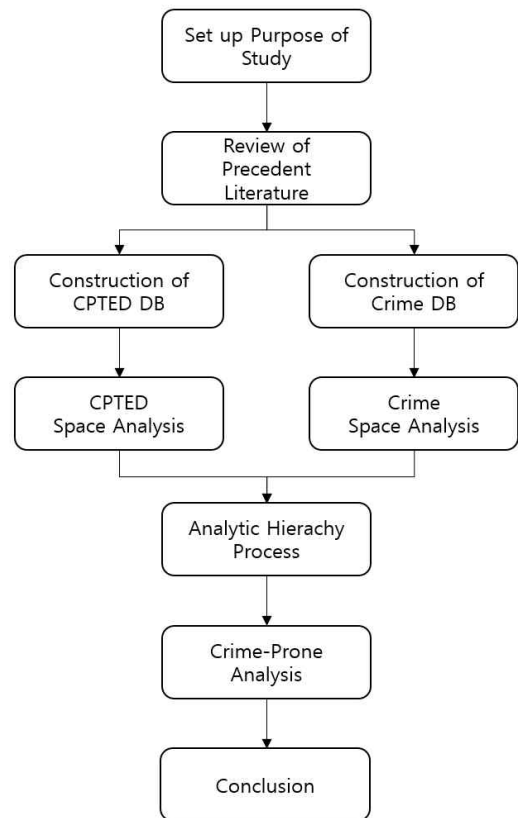 Set up Purpose of
Study
Review of
Precedent
Literature
Construction of
CPTED DB
Construction of
Crime DB
CPTED
Space Analysis
Crime
Space Analysis
Analytic Hierachy
Process
Crime-Prone
Analysis
Conclusion